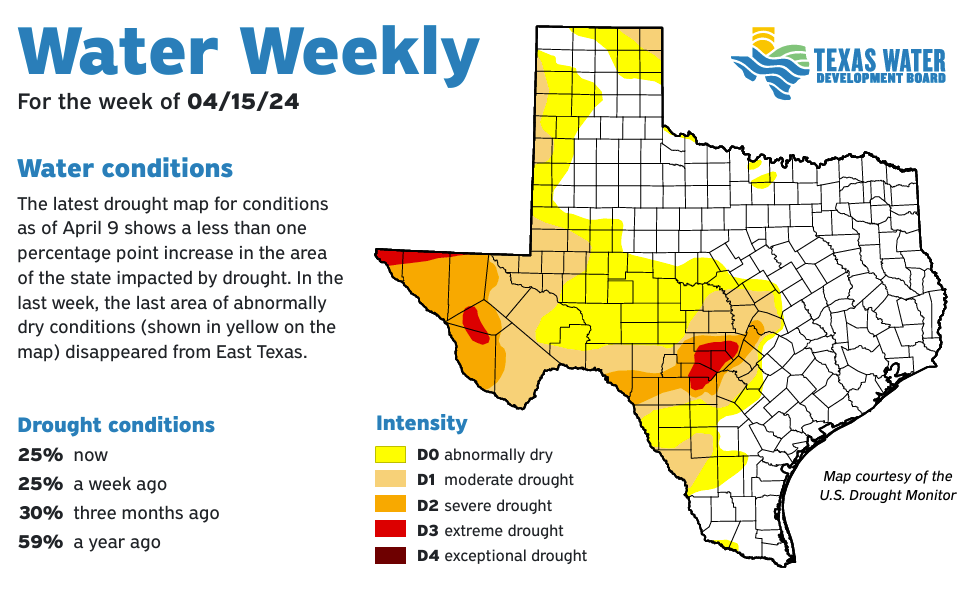 Water Weekly
For the week of 04/15/24
TEXAS WATER
DEVELOPMENT BOARD
Water conditions
The latest drought map for conditions
as of April 9 shows a less than one
percentage point increase in the area
of the state impacted by drought. In the
last week, the last area of abnormally
dry conditions (shown in yellow on the
map) disappeared from East Texas.
Drought conditions
25% now
25% a week ago
30% three months ago
59% a year ago
Intensity
D0 abnormally dry
D1 moderate drought
D2 severe drought
D3 extreme drought
D4 exceptional drought
Map courtesy of the
U.S. Drought Monitor